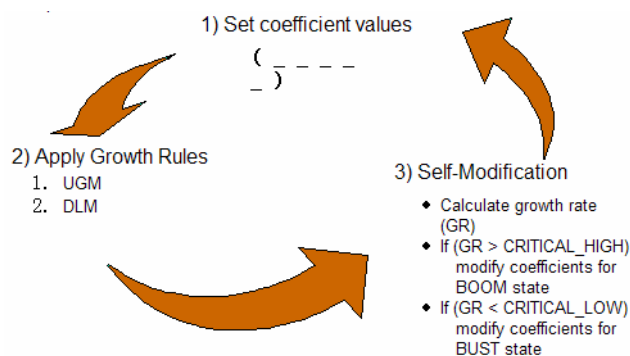 1) Set coefficient values
( _ _ _ _
_ )
2) Apply Growth Rules
1. UGM
2. DLM
3) Self-Modification
◆ Calculate growth rate
(GR)
◆ If (GR > CRITICAL_HIGH)
modify coefficients for
BOOM state
◆ If (GR < CRITICAL_LOW)
modify coefficients for
BUST state